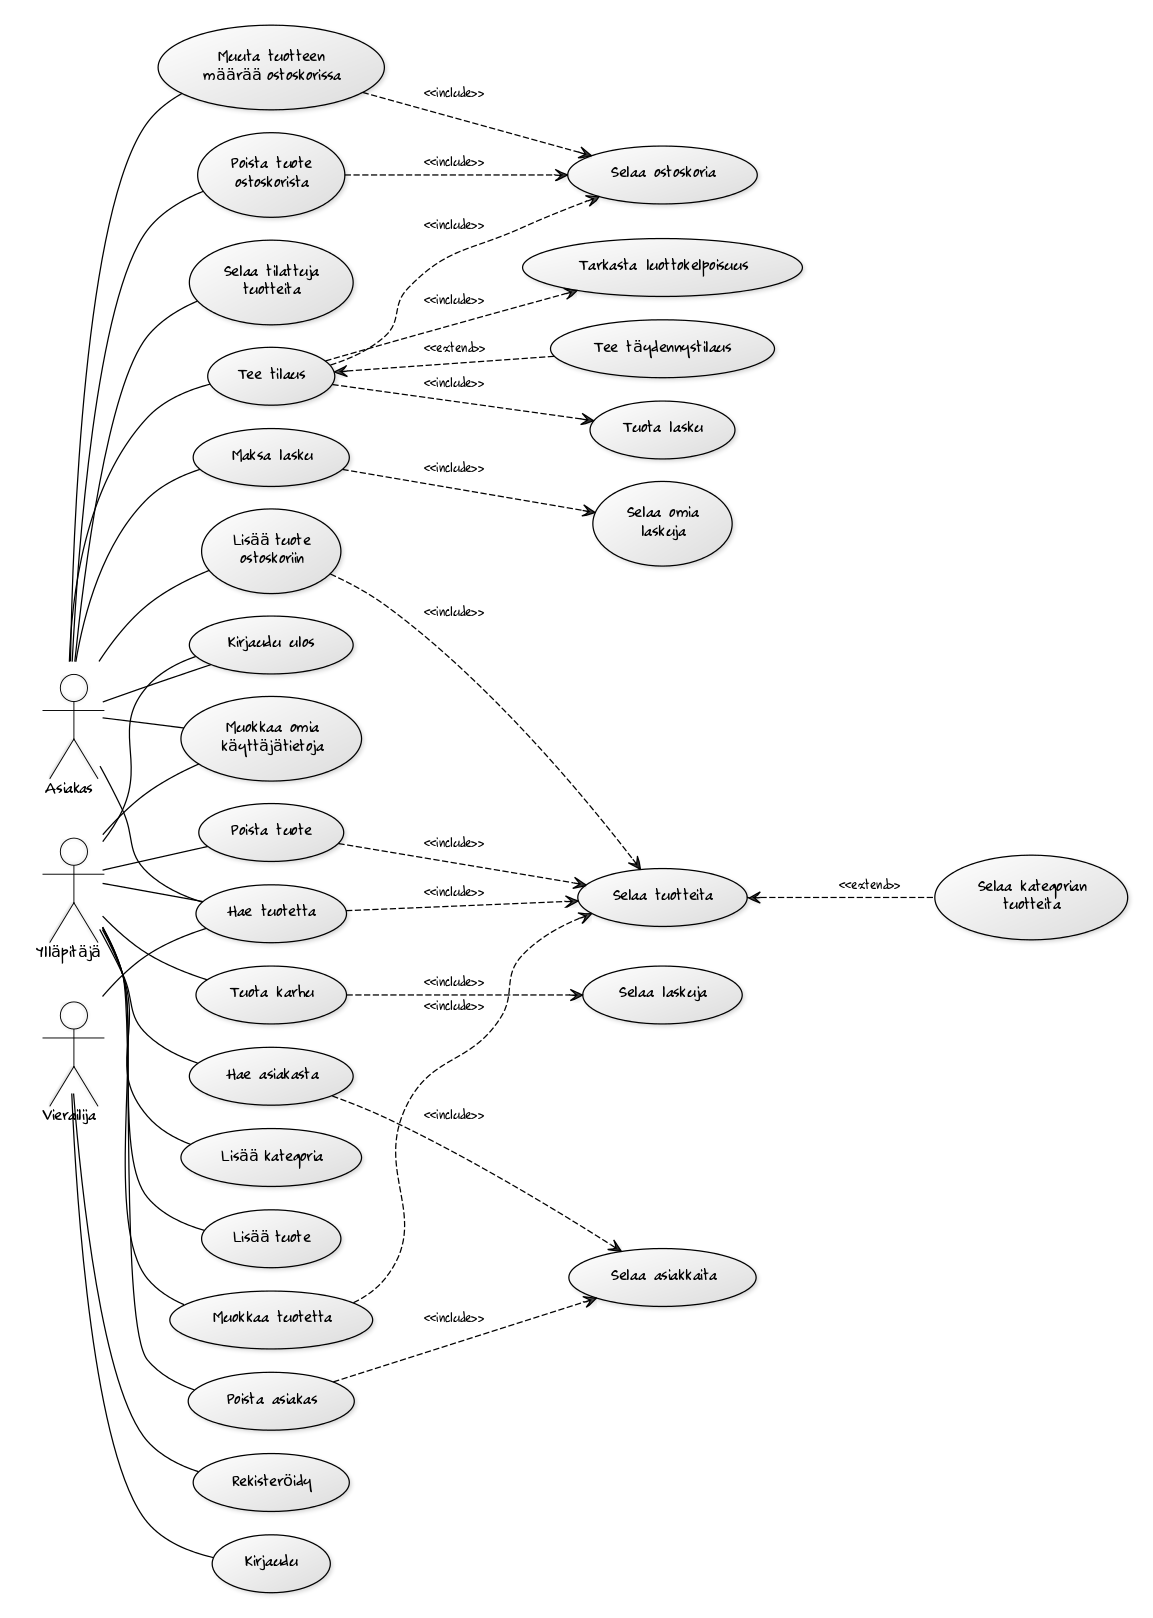 Muuta tuotteen
määrää ostoskorissa
<<include>>
Poista tuote
ostoskorista
<<include>>
Selaa ostoskoria
<<include>>
Selaa tilattuja
tuotteita
Tarkasta luottokelpoisuus
<<include>>
<<extend>>
Tee täydennystilaus
Tee tilaus
<<include>>
Tuota lasku
Maksa lasku
<<include>>
Selaa omia
laskuja
Lisää tuote
ostoskoriin
<<include>>
Kirjaudu ulos
Muokkaa omia
käyttäjätietoja
Asiakas
Poista tuote
<<include>>
Selaa tuotteita
<<extend>>
Selaa kategorian
tuotteita
<<include>>
Hae tuotetta
Ylläpitäjä
Tuota karhu
<<include>>
<<include>>
Selaa laskuja
Hae asiakasta
Vierailija
<<include>>
Lisää kategoria
Lisää tuote
Selaa asiakkaita
Muokkaa tuotetta
<<include>>
Poista asiakas
Rekisteröidy
Kirjaudu